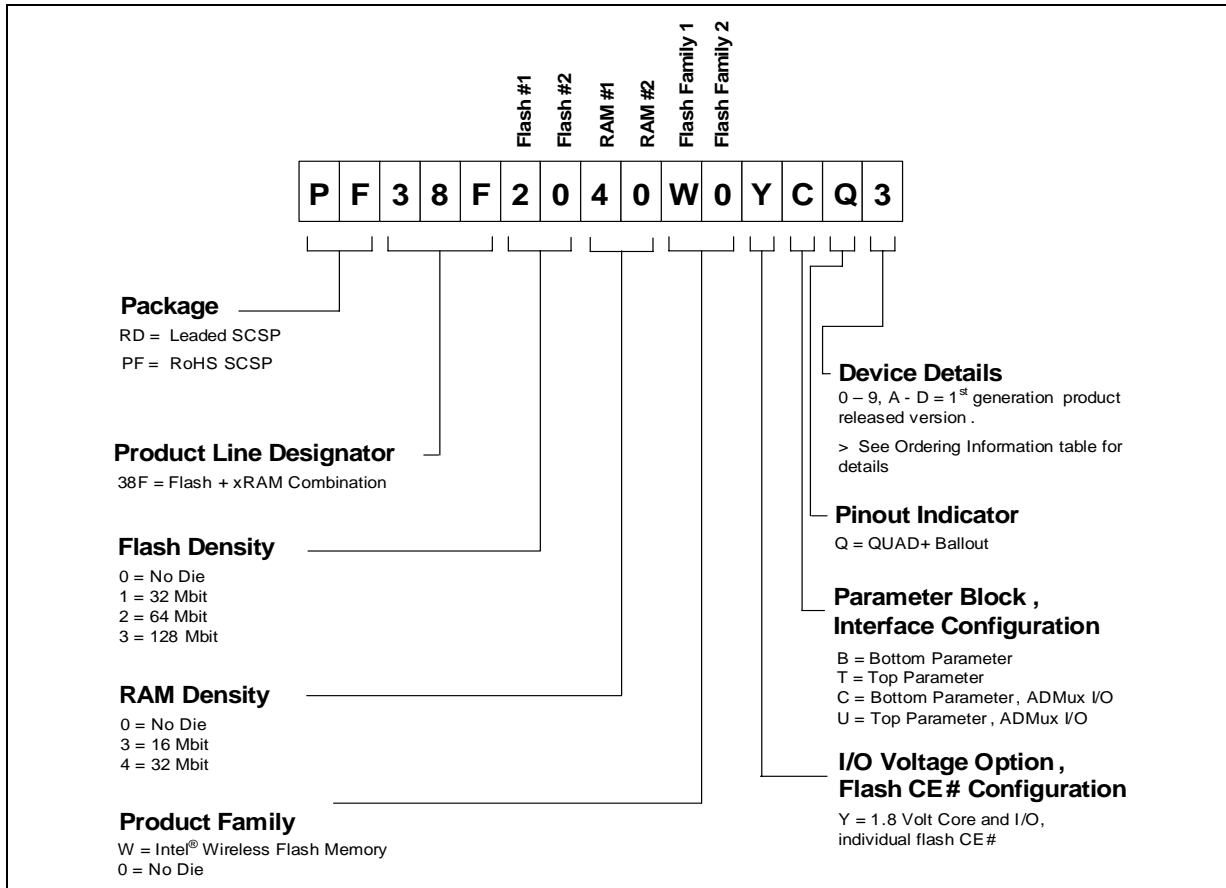 Flash #1
Flash #2
RAM #1
RAM #2
Flash Family 1
Flash Family 2
P F 3 8 F 2 0 4 0 W 0 Y C Q 3
Package
RD = Leaded SCSP
PF = RoHS SCSP
Product Line Designator
38F = Flash + xRAM Combination
Flash Density
0 = No Die
1 = 32 Mbit
2 = 64 Mbit
3 = 128 Mbit
RAM Density
0 = No Die
3 = 16 Mbit
4 = 32 Mbit
Product Family
W = Intel® Wireless Flash Memory
0 = No Die
Device Details
0 – 9, A - D = 1st generation product
released version .
> See Ordering Information table for
details
Pinout Indicator
Q = QUAD+ Ballout
Parameter Block ,
Interface Configuration
B = Bottom Parameter
T = Top Parameter
C = Bottom Parameter , ADMux I/O
U = Top Parameter , ADMux I/O
I/O Voltage Option ,
Flash CE# Configuration
Y = 1.8 Volt Core and I/O,
individual flash CE#